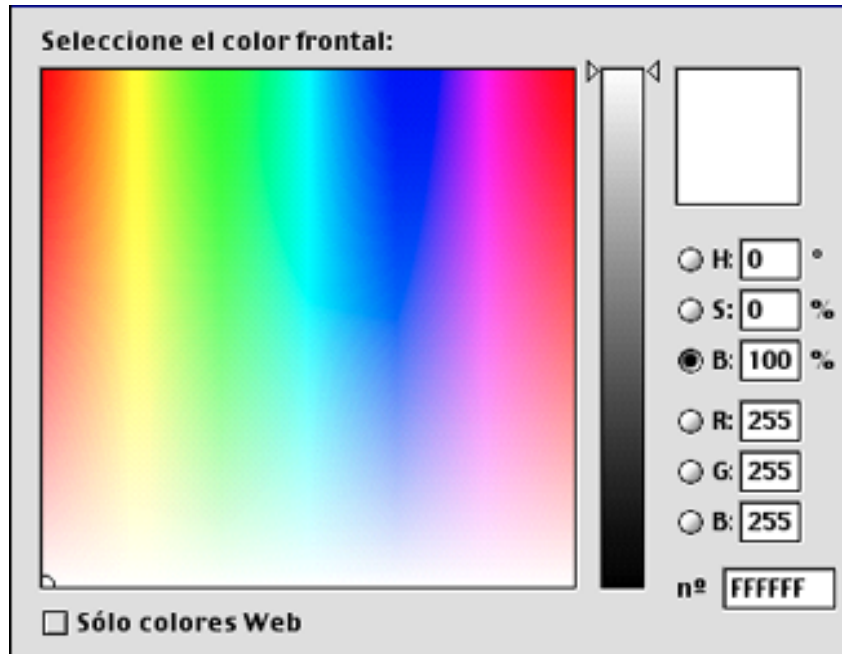 Seleccione el color frontal:
H: 0 °
S: 0 %
B: 100 %
R: 255
G: 255
B: 255
nº FFFFFF
Sólo colores Web